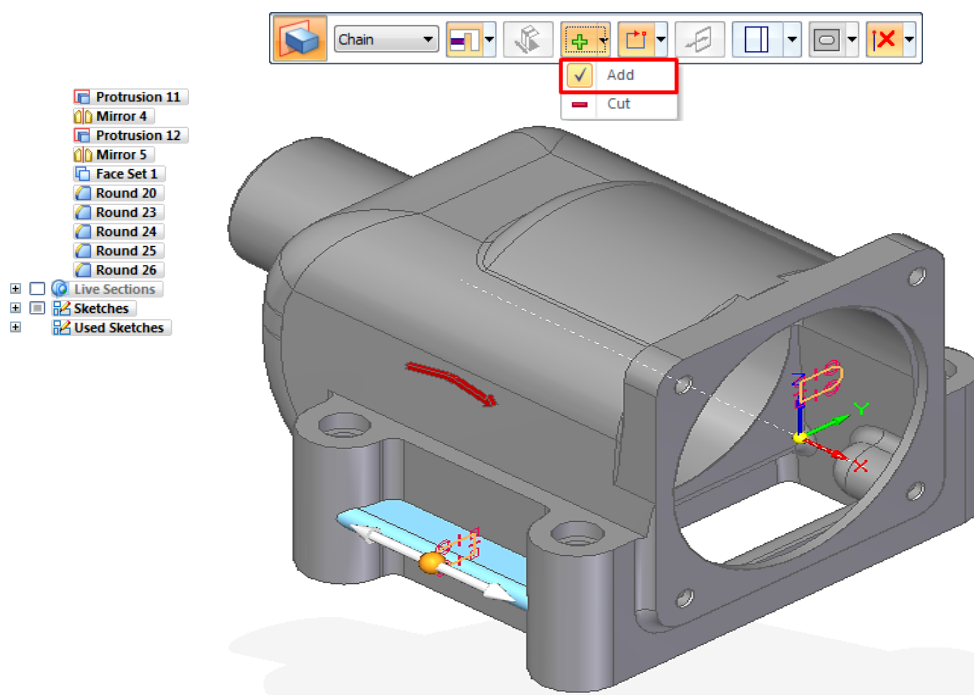 Chain
Add
Cut
Protrusion 11
Mirror 4
Protrusion 12
Mirror 5
Face Set 1
Round 20
Round 23
Round 24
Round 25
Round 26
Live Sections
Sketches
Used Sketches
Z
Y
X